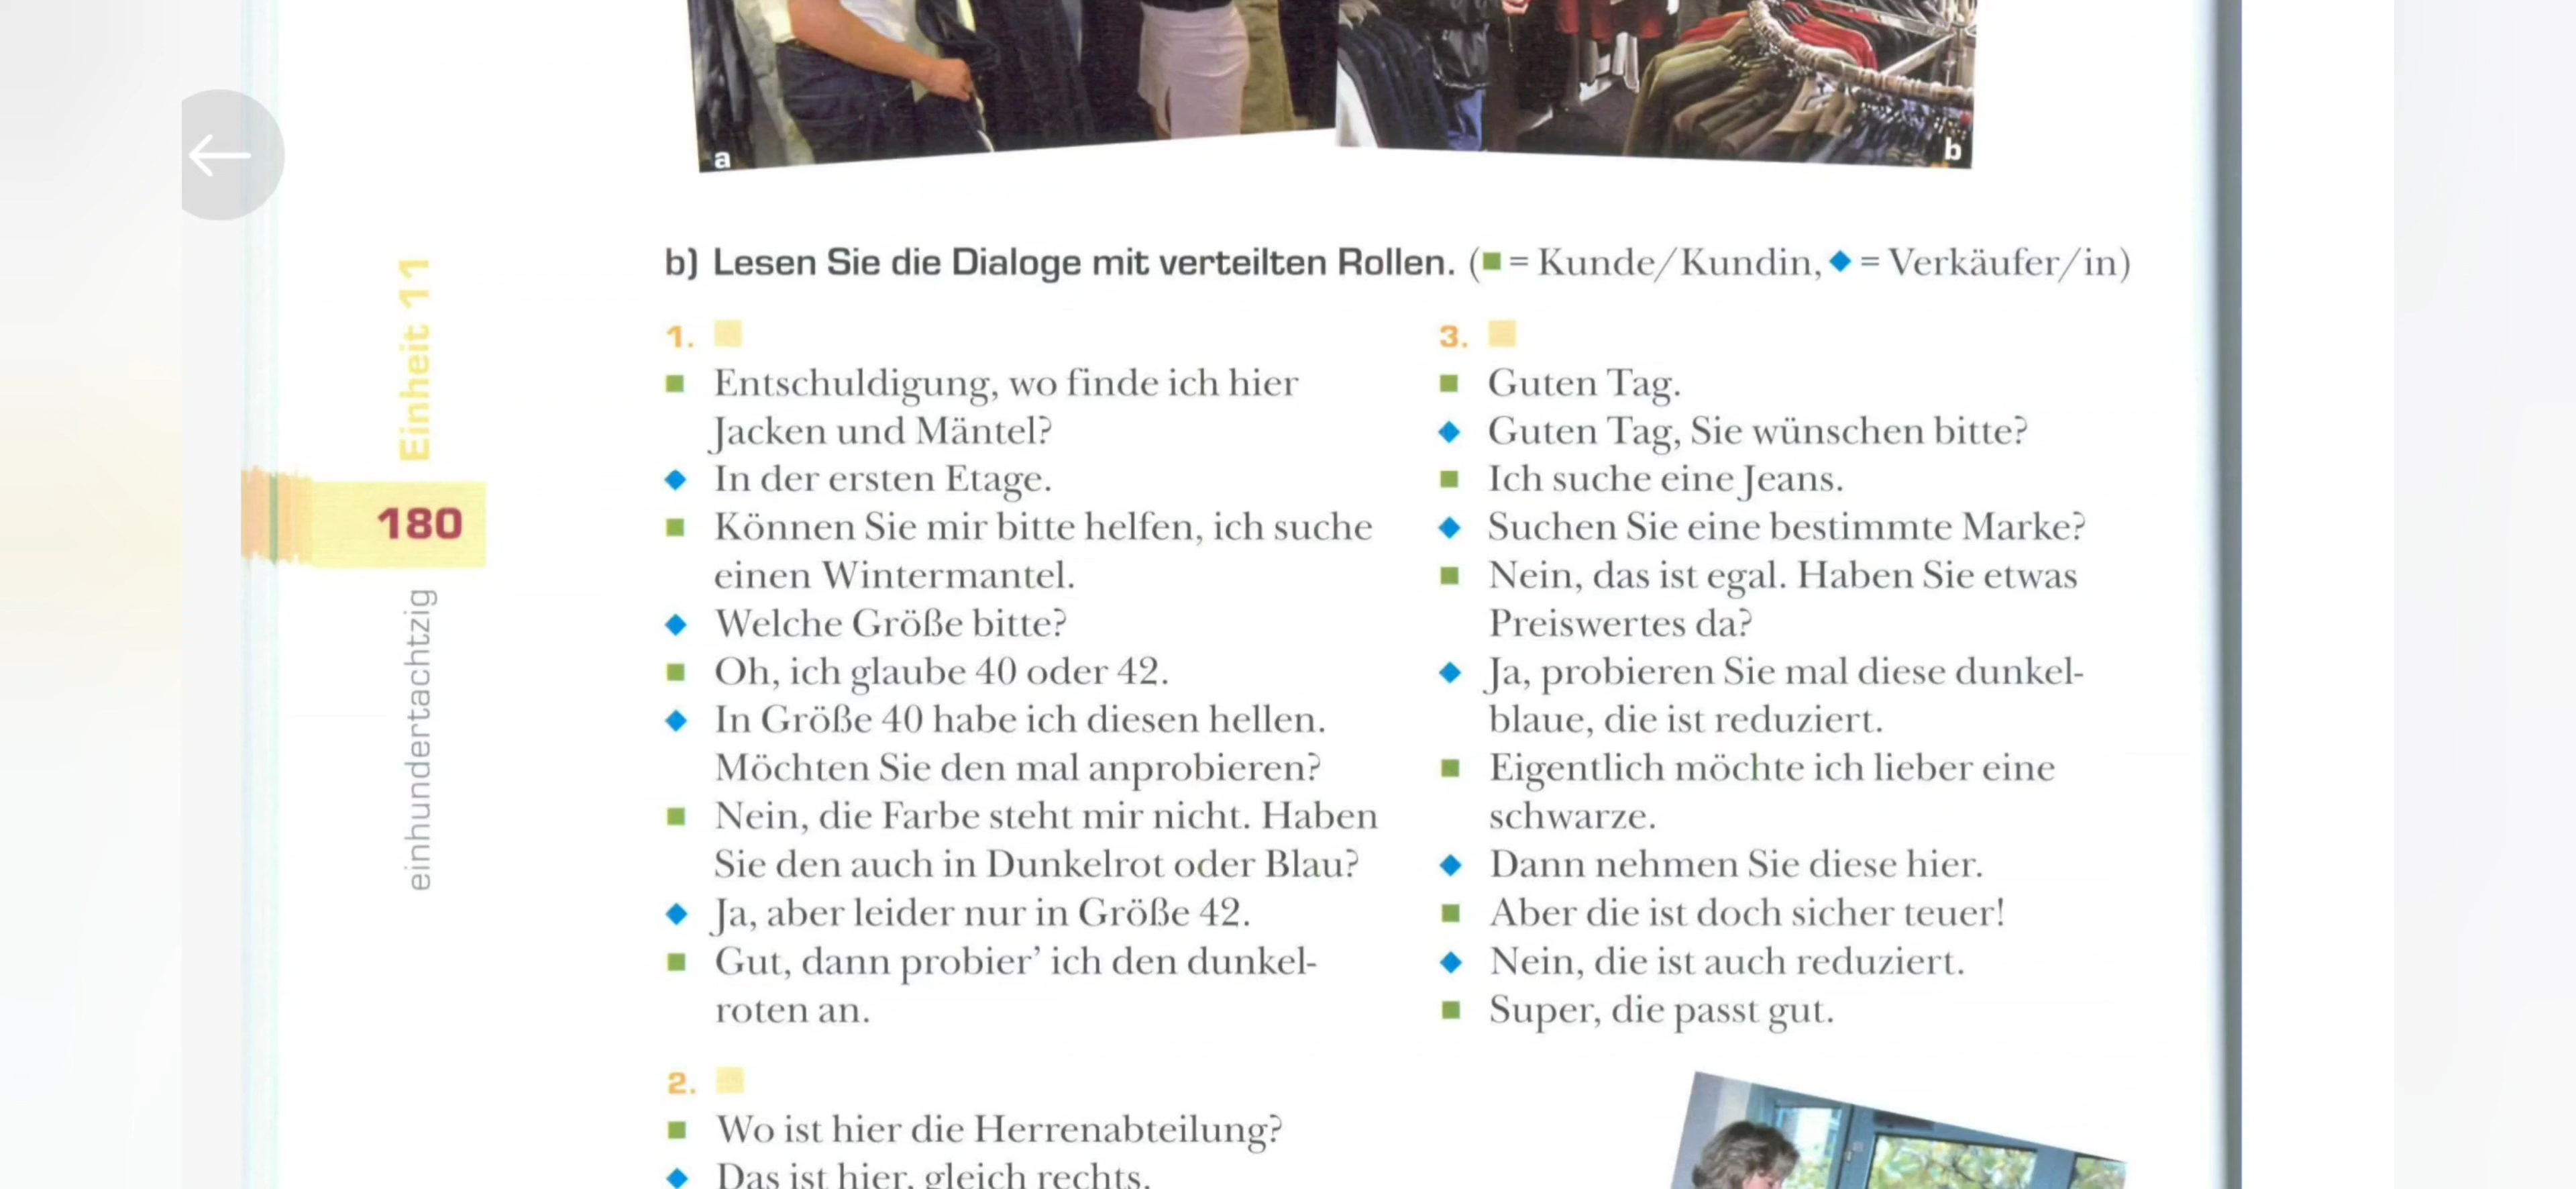 a
b
b) Lesen Sie die Dialoge mit verteilten Rollen. (■ = Kunde/Kundin, ◆ = Verkäufer/in)
Einheit 11
180
einhundertachtzig
1.
■ Entschuldigung, wo finde ich hier
Jacken und Mäntel?
◆ In der ersten Etage.
■ Können Sie mir bitte helfen, ich suche
einen Wintermantel.
◆ Welche Größe bitte?
■ Oh, ich glaube 40 oder 42.
◆ In Größe 40 habe ich diesen hellen.
Möchten Sie den mal anprobieren?
■ Nein, die Farbe steht mir nicht. Haben
Sie den auch in Dunkelrot oder Blau?
◆ Ja, aber leider nur in Größe 42.
■ Gut, dann probier’ ich den dunkel-
roten an.
2.
■ Wo ist hier die Herrenabteilung?
◆ Das ist hier, gleich rechts.
3.
■ Guten Tag.
◆ Guten Tag, Sie wünschen bitte?
■ Ich suche eine Jeans.
◆ Suchen Sie eine bestimmte Marke?
■ Nein, das ist egal. Haben Sie etwas
Preiswertes da?
◆ Ja, probieren Sie mal diese dunkel-
blaue, die ist reduziert.
■ Eigentlich möchte ich lieber eine
schwarze.
◆ Dann nehmen Sie diese hier.
■ Aber die ist doch sicher teuer!
◆ Nein, die ist auch reduziert.
■ Super, die passt gut.